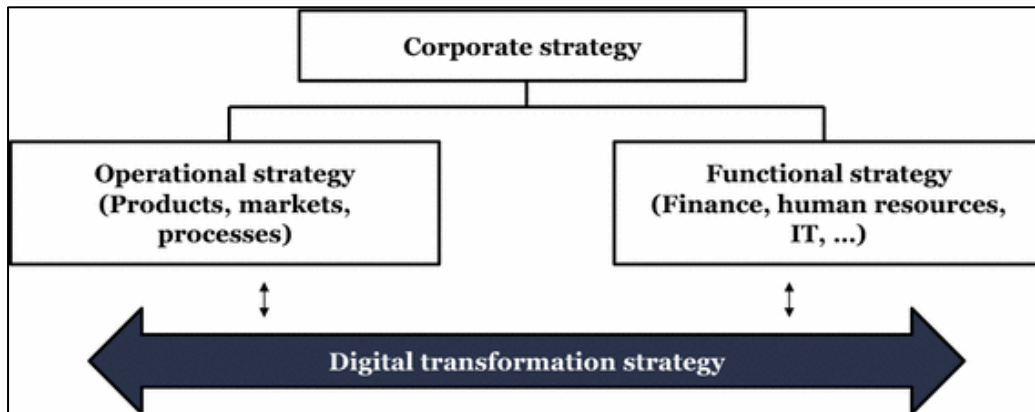 Corporate strategy
Operational strategy
(Products, markets,
processes)
Functional strategy
(Finance, human resources,
IT, ...)
Digital transformation strategy